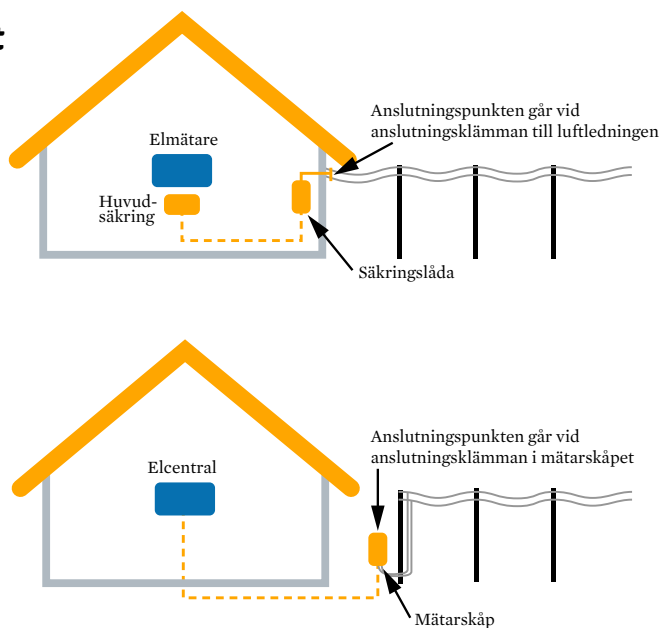 t
Anslutningspunkten går vid
anslutningsklämman till luftledningen
Elmätare
Huvud-
säkring
Säkringslåda
Anslutningspunkten går vid
anslutningsklämman i mätarskåpet
Elcentral
Mätarskåp